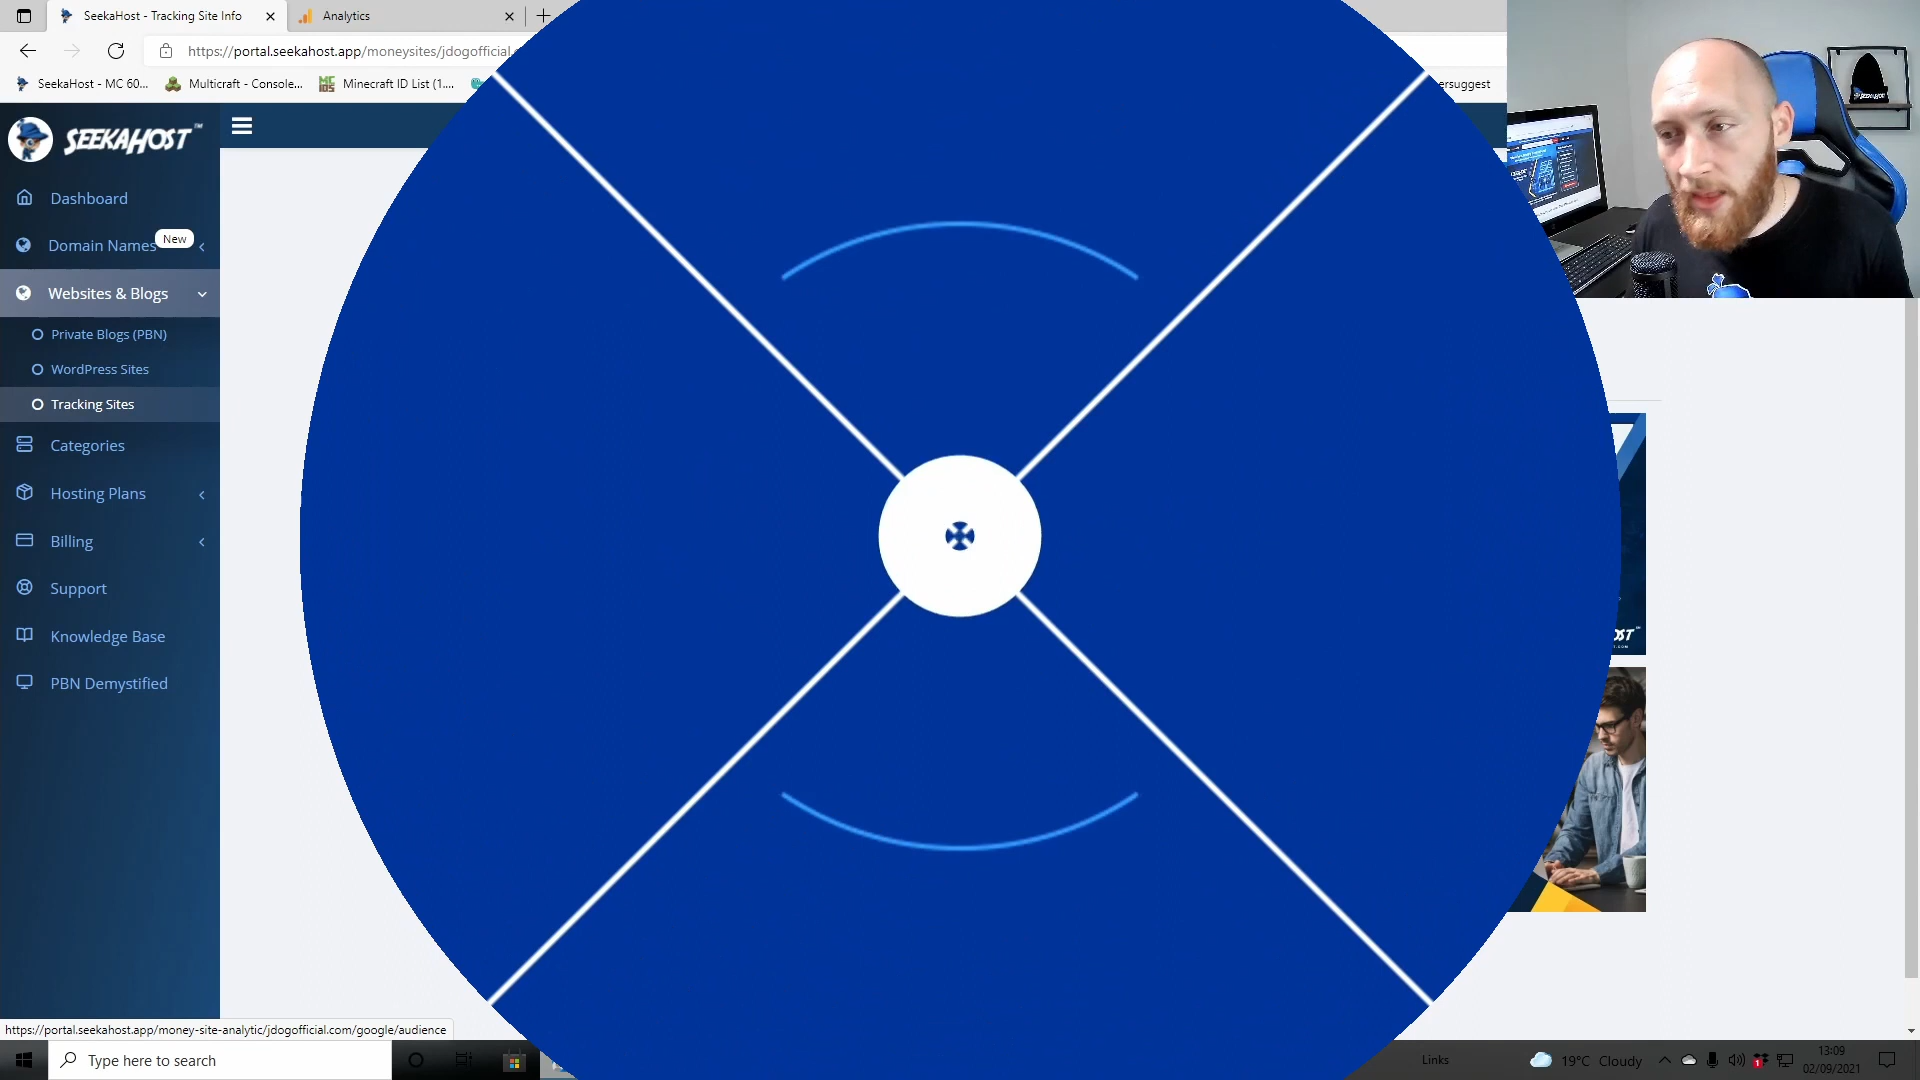 SeekaHost - Tracking Site Info
Analytics
https://portal.seekahost.app/moneysites/jdogofficial.
SeekaHost - MC 60...
Multicraft - Console...
Minecraft ID List (1....
ersuggest
SEEKAHOST™
Dashboard
Domain Names
New
Websites & Blogs
Private Blogs (PBN)
WordPress Sites
Tracking Sites
Categories
Hosting Plans
Billing
Support
Knowledge Base
PBN Demystified
https://portal.seekahost.app/money-site-analytic/jdogofficial.com/google/audience
Type here to search
Links
19°C Cloudy
13:09
02/09/2021